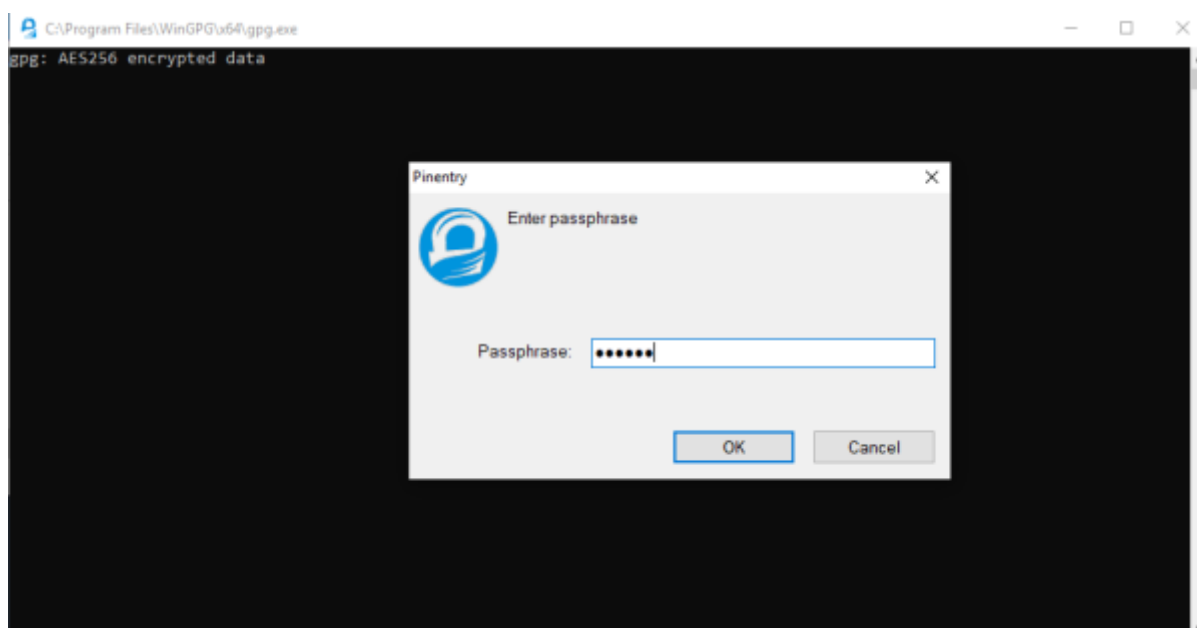 C:\Program Files\WinGPG\x64\gpg.exe
gpg: AES256 encrypted data
Pinentry
Enter passphrase
Passphrase: ●●●●●●
OK
Cancel